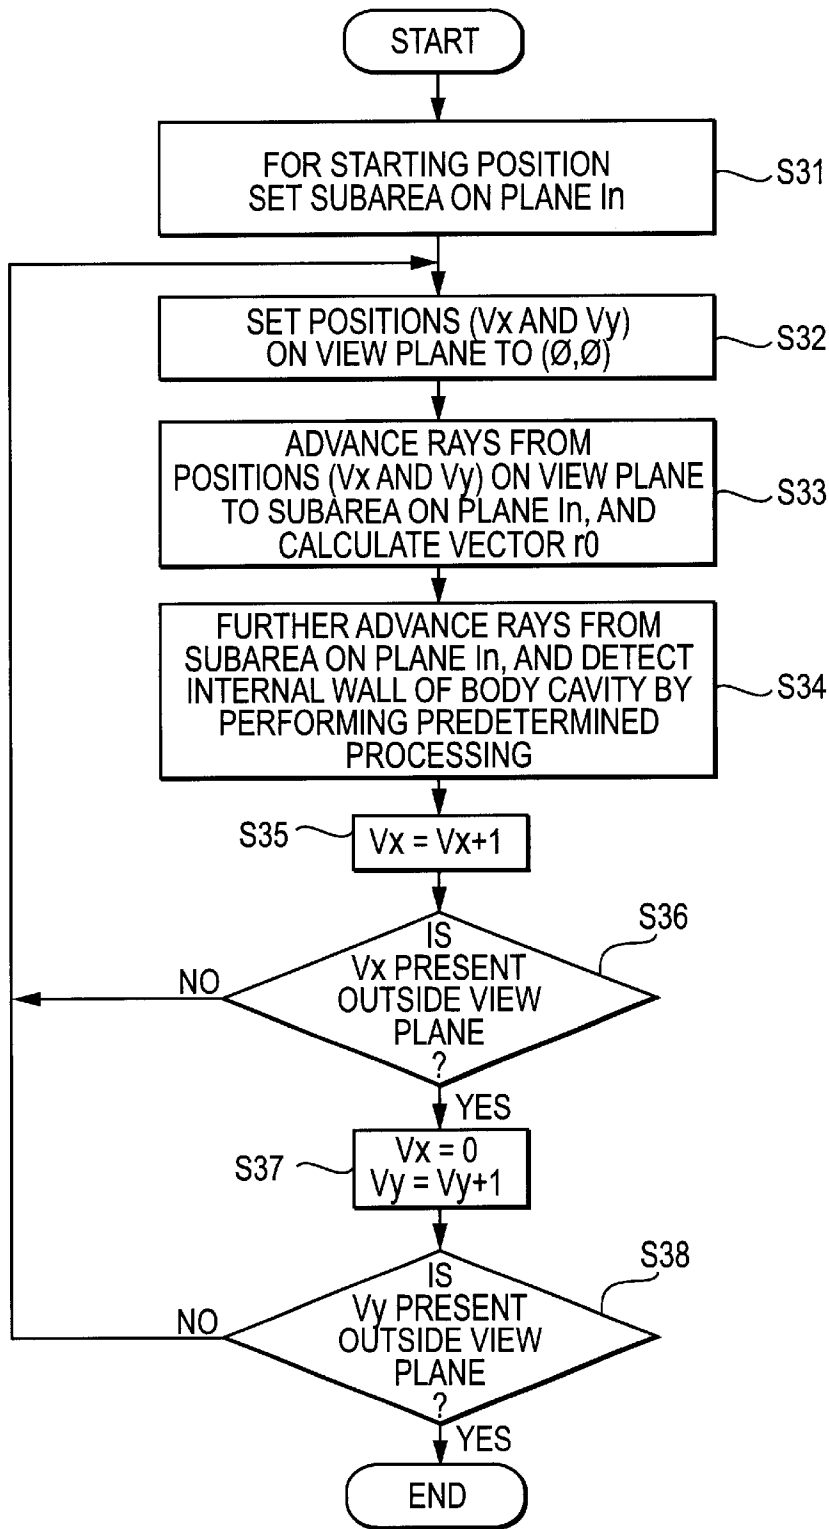 START
FOR STARTING POSITION
SET SUBAREA ON PLANE In
S31
SET POSITIONS (Vx AND Vy)
ON VIEW PLANE TO (Ø,Ø)
S32
ADVANCE RAYS FROM
POSITIONS (Vx AND Vy) ON VIEW PLANE
TO SUBAREA ON PLANE In, AND
CALCULATE VECTOR r0
S33
FURTHER ADVANCE RAYS FROM
SUBAREA ON PLANE In, AND DETECT
INTERNAL WALL OF BODY CAVITY BY
PERFORMING PREDETERMINED
PROCESSING
S34
S35
Vx = Vx+1
S36
IS
Vx PRESENT
OUTSIDE VIEW
PLANE
?
NO
YES
S37
Vx = 0
Vy = Vy+1
S38
IS
Vy PRESENT
OUTSIDE VIEW
PLANE
?
NO
YES
END